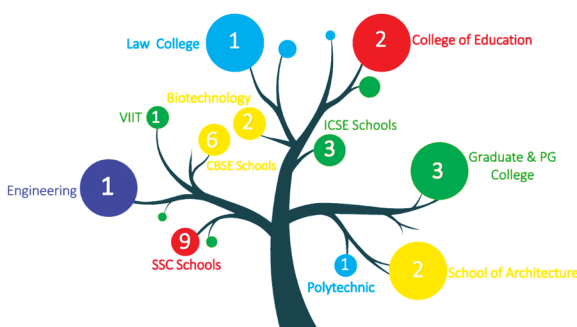 Law College
1
2
College of Education
Biotechnology
2
VIIT
1
6
CBSE Schools
ICSE Schools
3
Engineering
1
3
Graduate & PG
College
9
SSC Schools
1
Polytechnic
2
School of Architecture